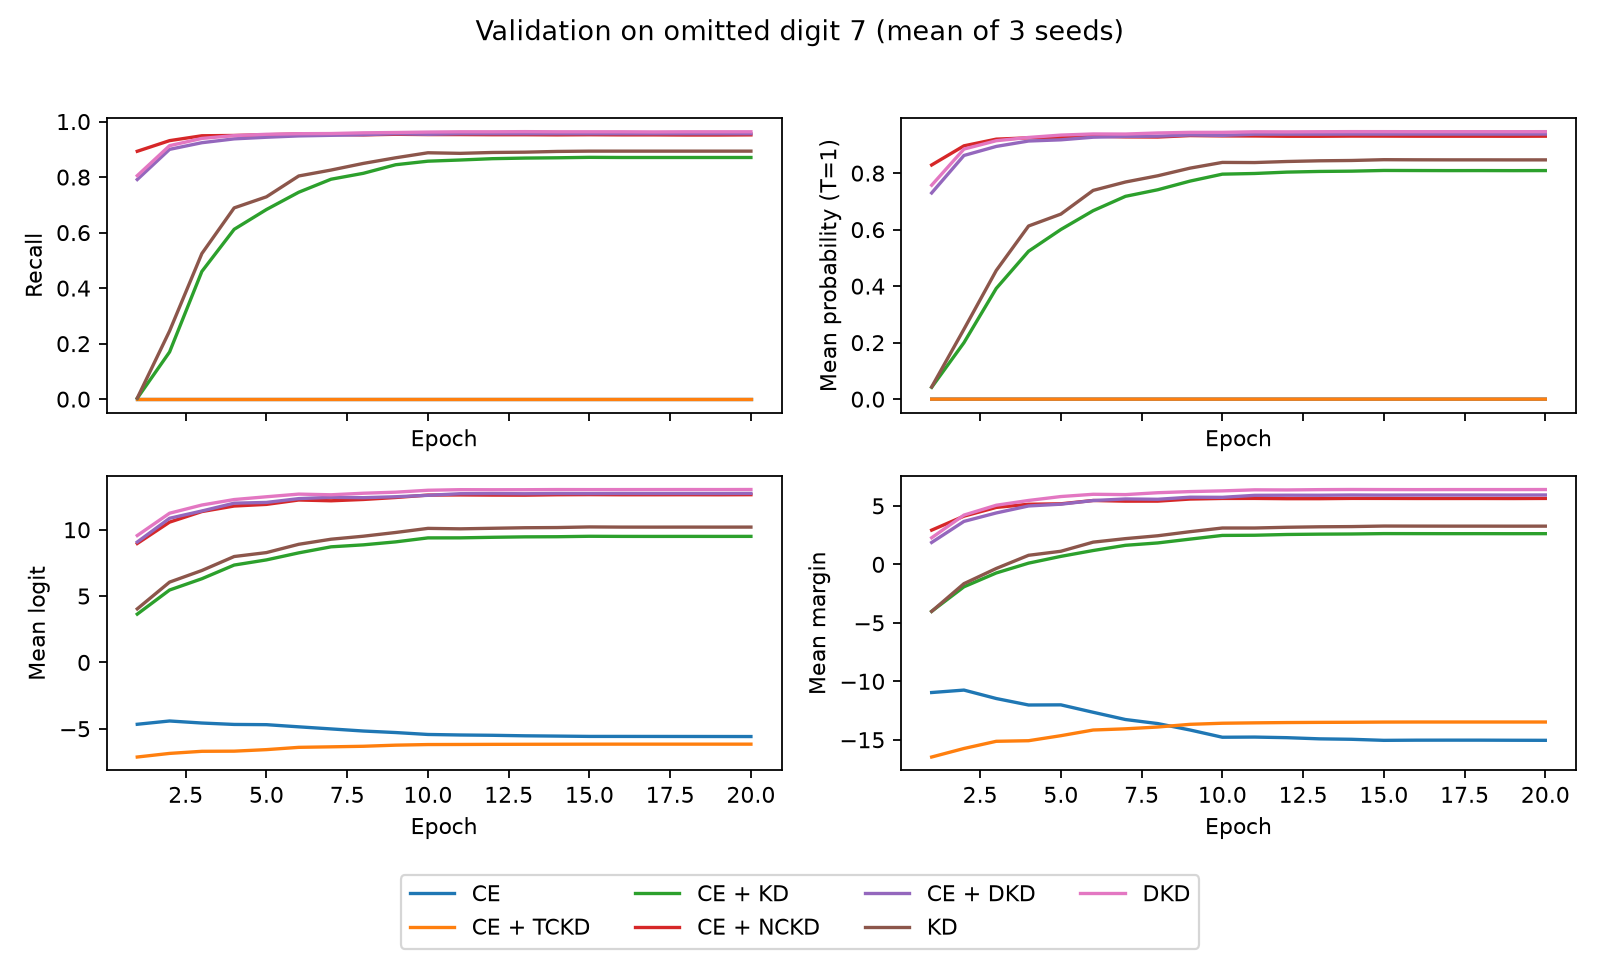 Validation on omitted digit 7 (mean of 3 seeds)
Recall
1.0
0.8
0.6
0.4
0.2
0.0
Epoch
Mean probability (T=1)
0.8
0.6
0.4
0.2
0.0
Epoch
Mean logit
10
5
0
−5
2.5 5.0 7.5 10.0 12.5 15.0 17.5 20.0
Epoch
Mean margin
5
0
−5
−10
−15
2.5 5.0 7.5 10.0 12.5 15.0 17.5 20.0
Epoch
CE CE + KD CE + DKD DKD
CE + TCKD CE + NCKD KD